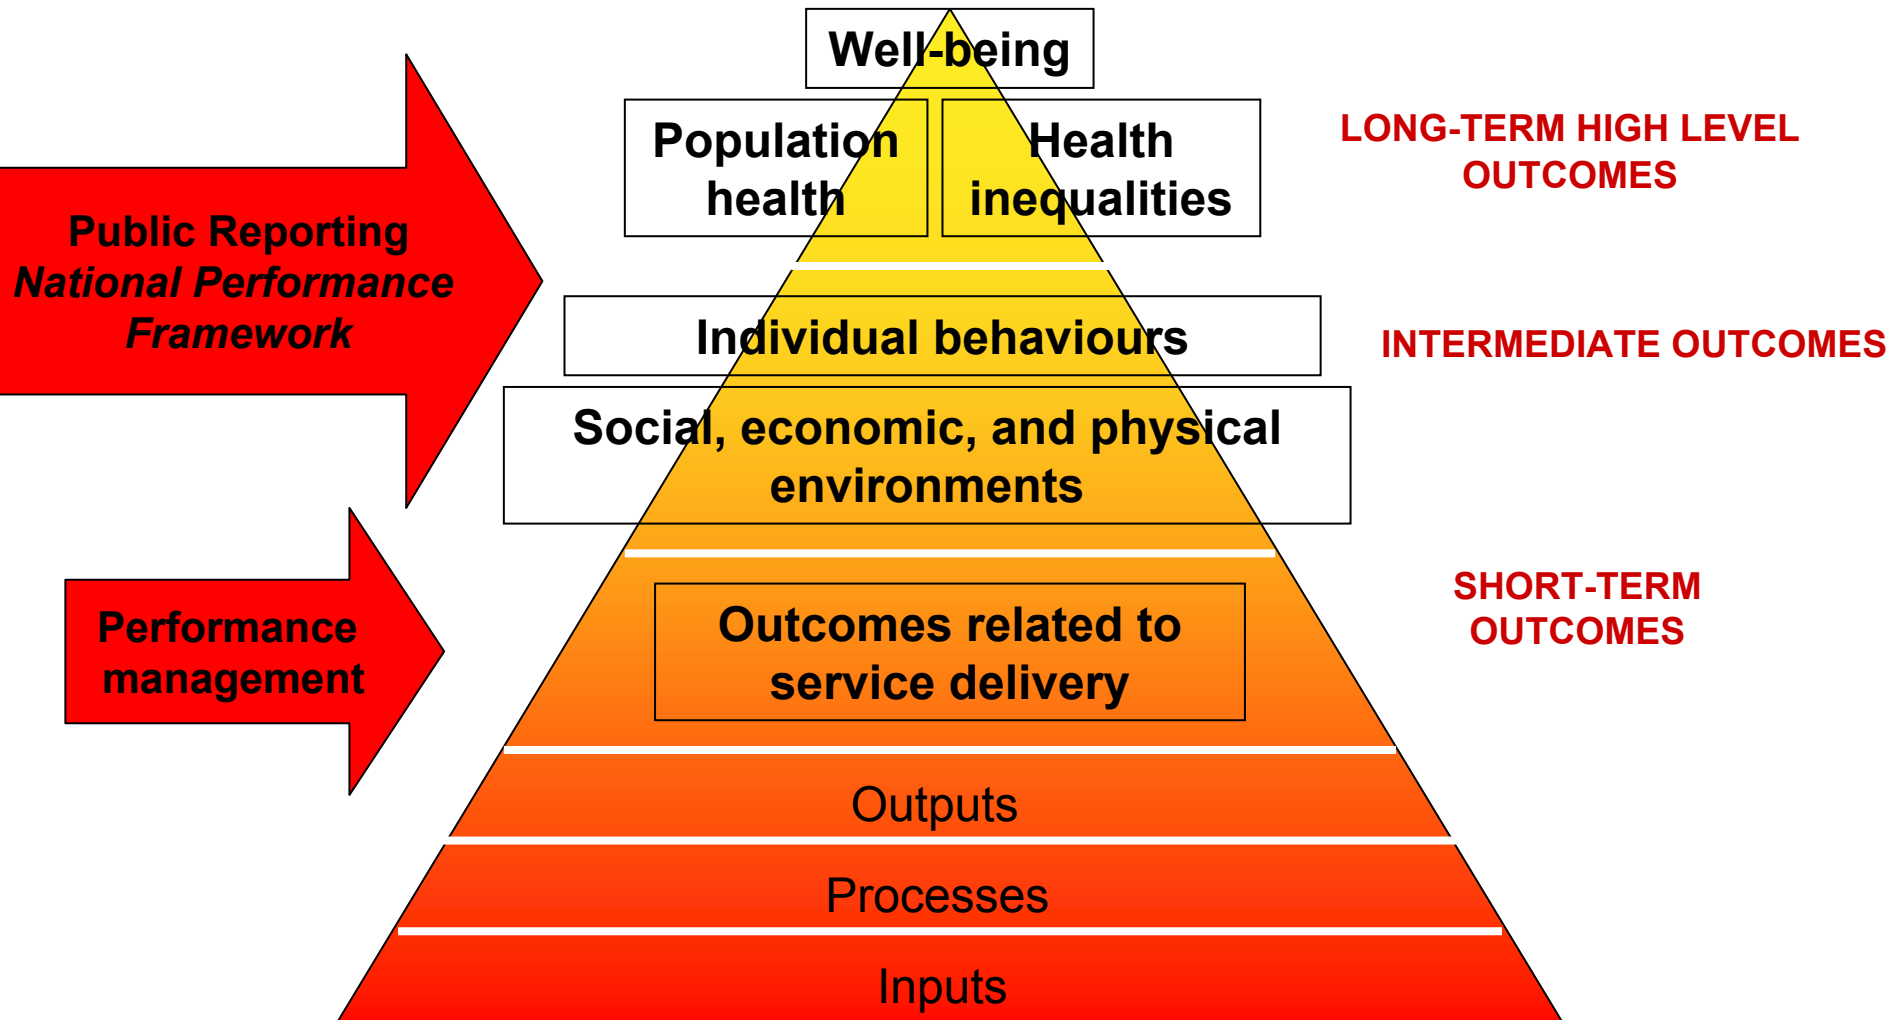 Well-being
Population
health
Health
inequalities
LONG-TERM HIGH LEVEL
OUTCOMES
Public Reporting
National Performance
Framework
Individual behaviours
INTERMEDIATE OUTCOMES
Social, economic, and physical
environments
Performance
management
Outcomes related to
service delivery
SHORT-TERM
OUTCOMES
Outputs
Processes
Inputs